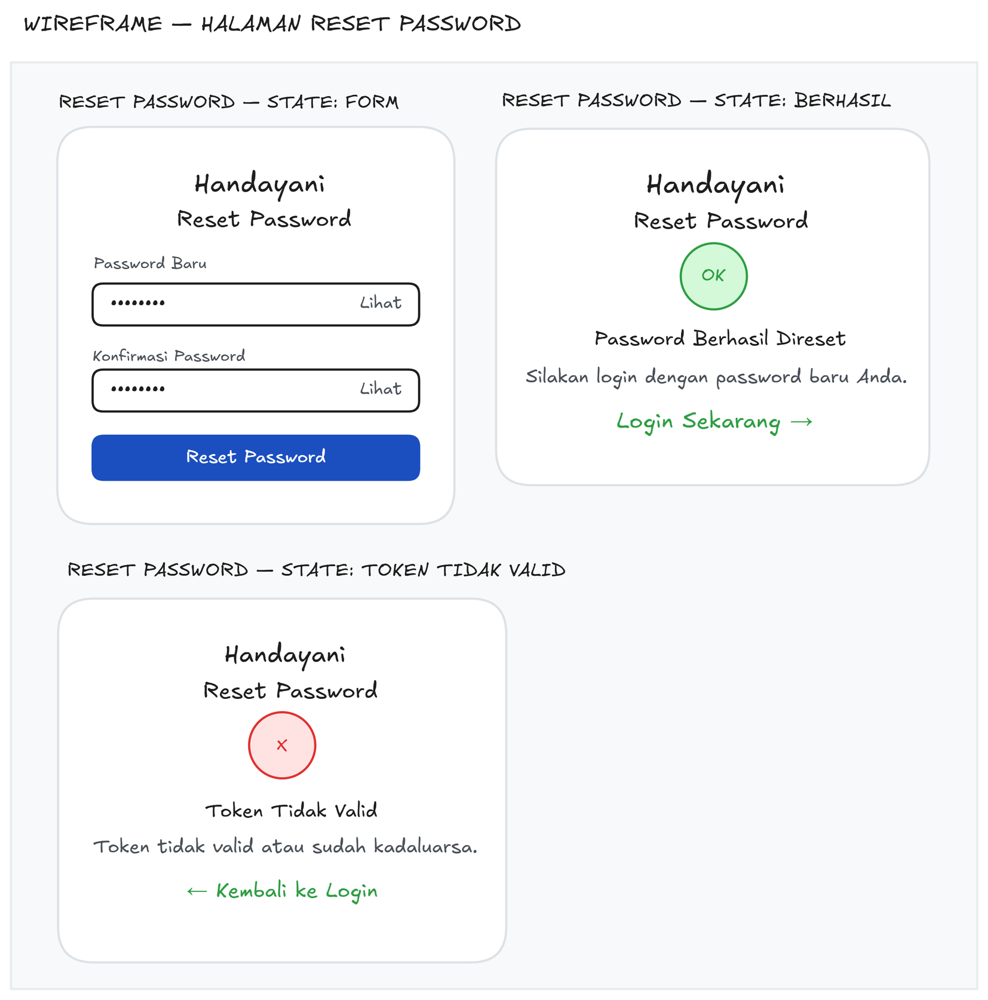 WIREFRAME — HALAMAN RESET PASSWORD
RESET PASSWORD — STATE: FORM
Handayani
Reset Password
Password Baru
•••••••• Lihat
Konfirmasi Password
•••••••• Lihat
Reset Password
RESET PASSWORD — STATE: BERHASIL
Handayani
Reset Password
OK
Password Berhasil Direset
Silakan login dengan password baru Anda.
Login Sekarang →
RESET PASSWORD — STATE: TOKEN TIDAK VALID
Handayani
Reset Password
X
Token Tidak Valid
Token tidak valid atau sudah kadaluarsa.
← Kembali ke Login